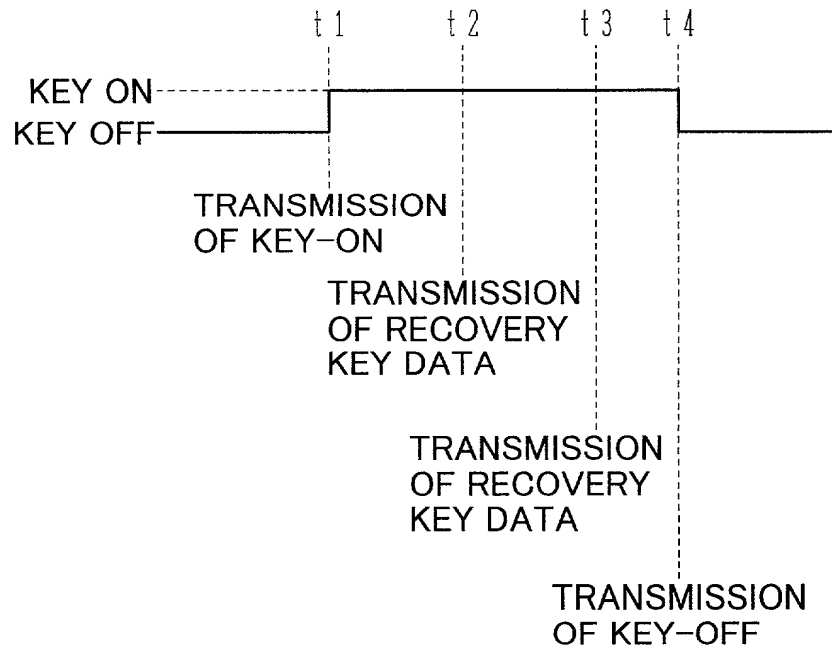 t1 t2 t3 t4
KEY ON
KEY OFF
TRANSMISSION
OF KEY-ON
TRANSMISSION
OF RECOVERY
KEY DATA
TRANSMISSION
OF RECOVERY
KEY DATA
TRANSMISSION
OF KEY-OFF